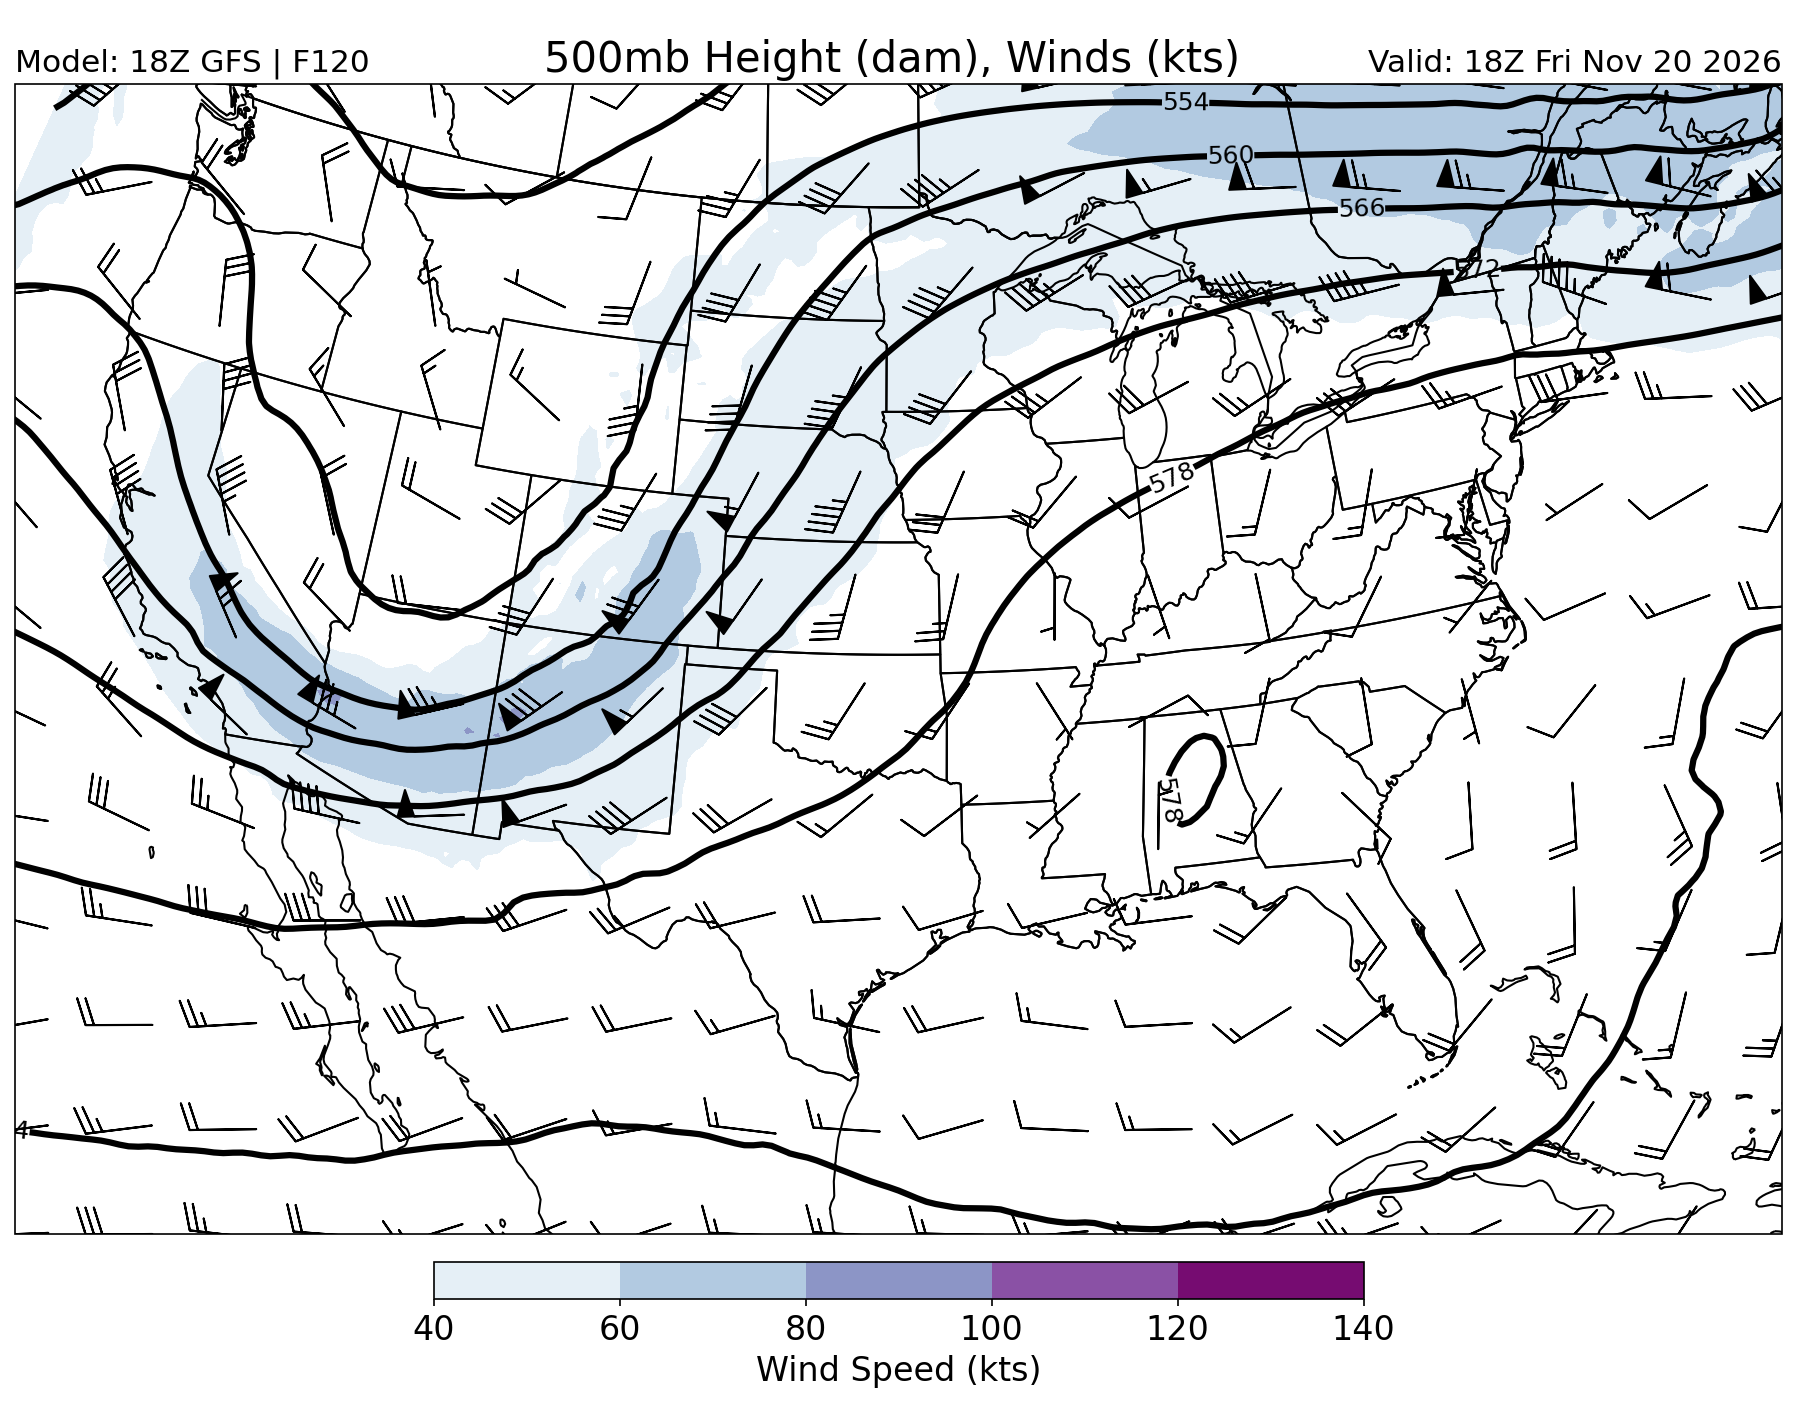 Model: 18Z GFS | F120
500mb Height (dam), Winds (kts)
Valid: 18Z Fri Nov 20 2026
554
560
566
572
578
578
4
40 60 80 100 120 140
Wind Speed (kts)